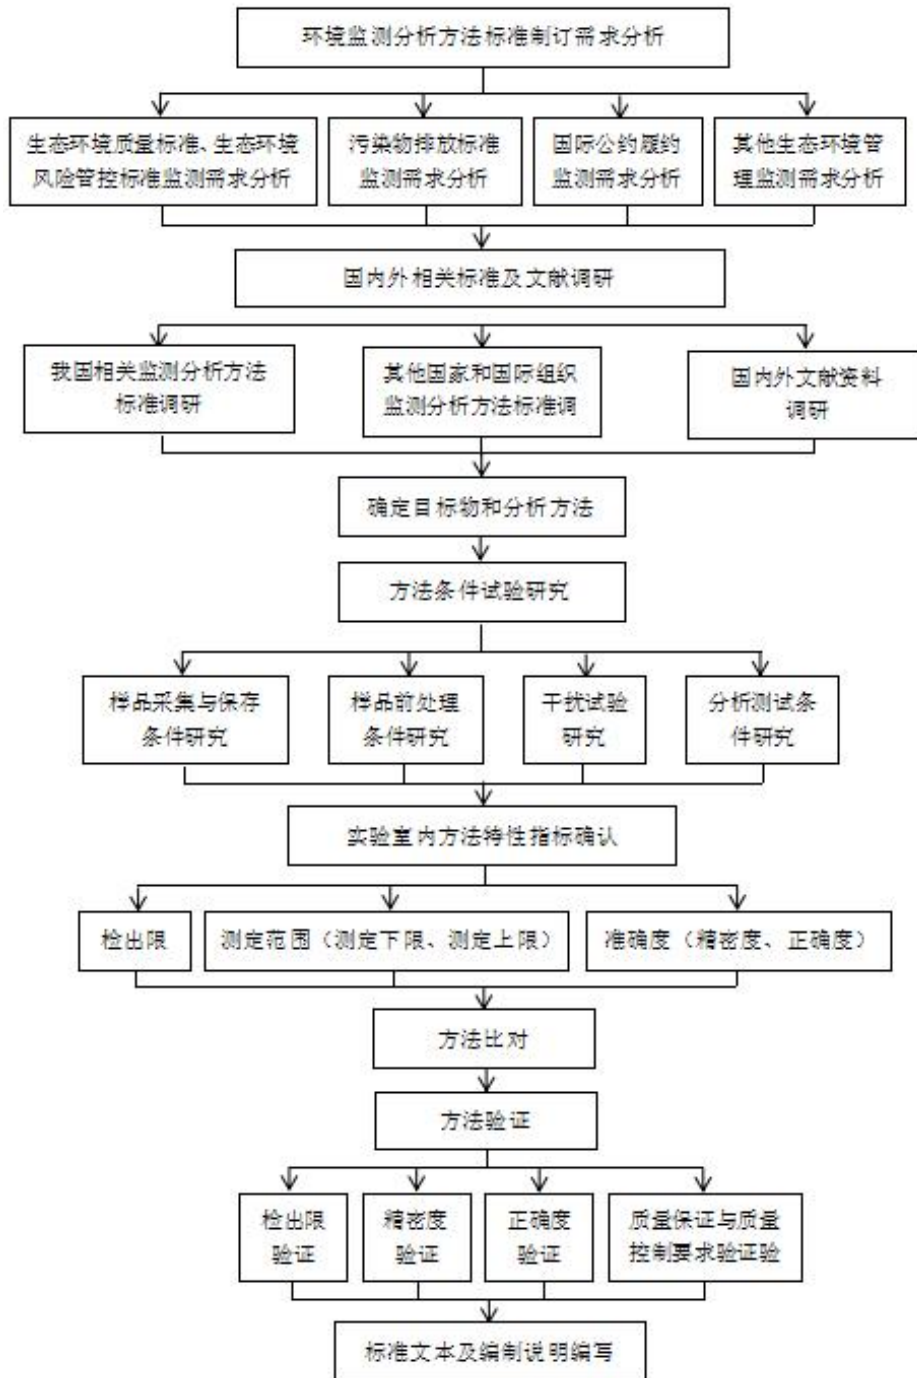 环境监测分析方法标准制订需求分析
生态环境质量标准、生态环境
风险管控标准监测需求分析
污染物排放标准
监测需求分析
国际公约履约
监测需求分析
其他生态环境管
理监测需求分析
国内外相关标准及文献调研
我国相关监测分析方法
标准调研
其他国家和国际组织
监测分析方法标准调
国内外文献资料
调研
确定目标物和分析方法
方法条件试验研究
样品采集与保存
条件研究
样品前处理
条件研究
干扰试验
研究
分析测试条
件研究
实验室内方法特性指标确认
检出限
测定范围（测定下限、测定上限）
准确度（精密度、正确度）
方法比对
方法验证
检出限
验证
精密度
验证
正确度
验证
质量保证与质量
控制要求验证验
标准文本及编制说明编写